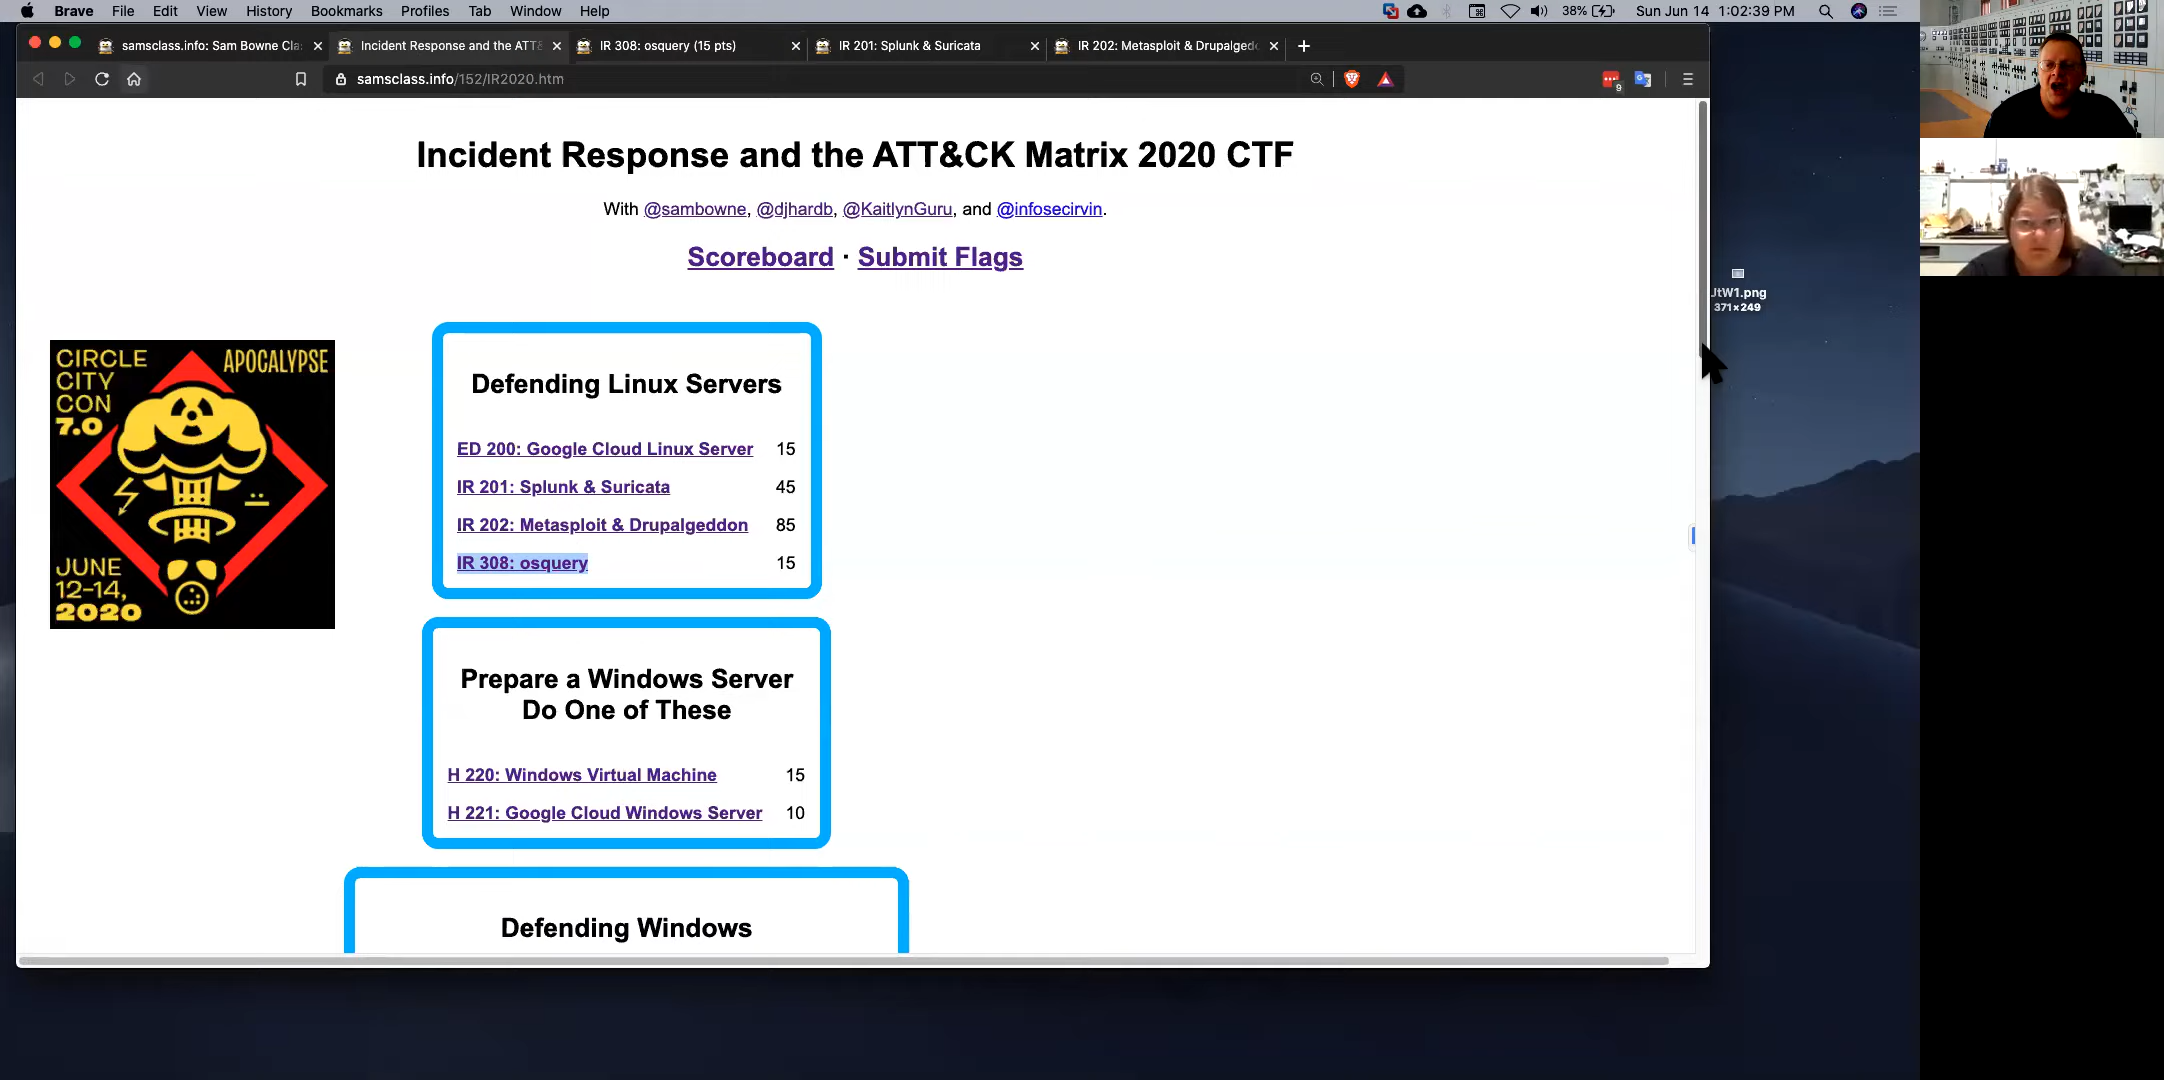 Brave File Edit View History Bookmarks Profiles Tab Window Help 38% Sun Jun 14 1:02:39 PM
samsclass.info: Sam Bowne Cla Incident Response and the ATT& IR 308: osquery (15 pts) IR 201: Splunk & Suricata IR 202: Metasploit & Drupalged
samsclass.info/152/IR2020.htm 9
Incident Response and the ATT&CK Matrix 2020 CTF
With @sambowne, @djhardb, @KaitlynGuru, and @infosecirvin.
Scoreboard · Submit Flags
JtW1.png
371×249
CIRCLE APOCALYPSE
CITY
CON
7.0
JUNE
12-14,
2020
Defending Linux Servers
ED 200: Google Cloud Linux Server 15
IR 201: Splunk & Suricata 45
IR 202: Metasploit & Drupalgeddon 85
IR 308: osquery 15
Prepare a Windows Server
Do One of These
H 220: Windows Virtual Machine 15
H 221: Google Cloud Windows Server 10
Defending Windows